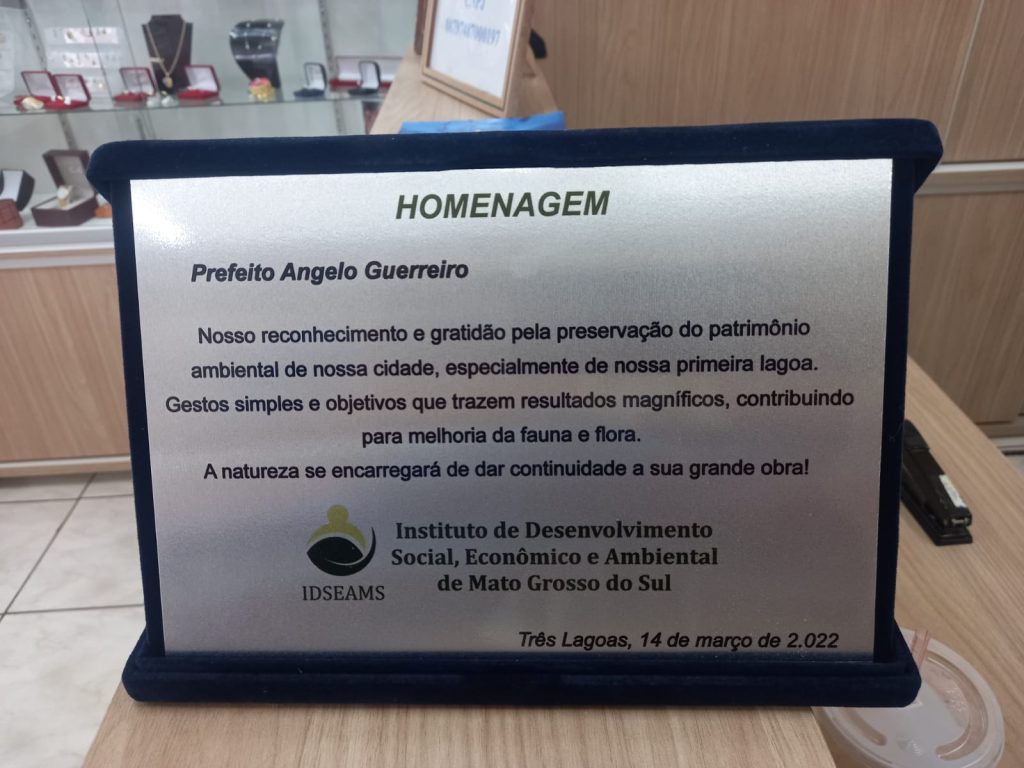 HOMENAGEM
Prefeito Angelo Guerreiro
Nosso reconhecimento e gratidão pela preservação do patrimônio
ambiental de nossa cidade, especialmente de nossa primeira lagoa.
Gestos simples e objetivos que trazem resultados magníficos, contribuindo
para melhoria da fauna e flora.
A natureza se encarregará de dar continuidade a sua grande obra!
Instituto de Desenvolvimento
Social, Econômico e Ambiental
de Mato Grosso do Sul
IDSEAMS
Três Lagoas, 14 de março de 2.022